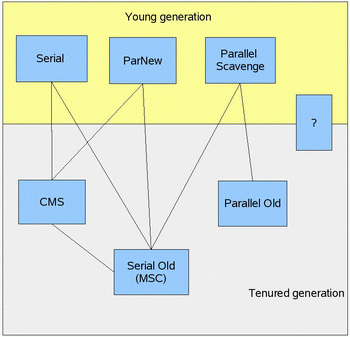 Young generation
Serial
ParNew
Parallel
Scavenge
?
CMS
Parallel Old
Serial Old
(MSC)
Tenured generation